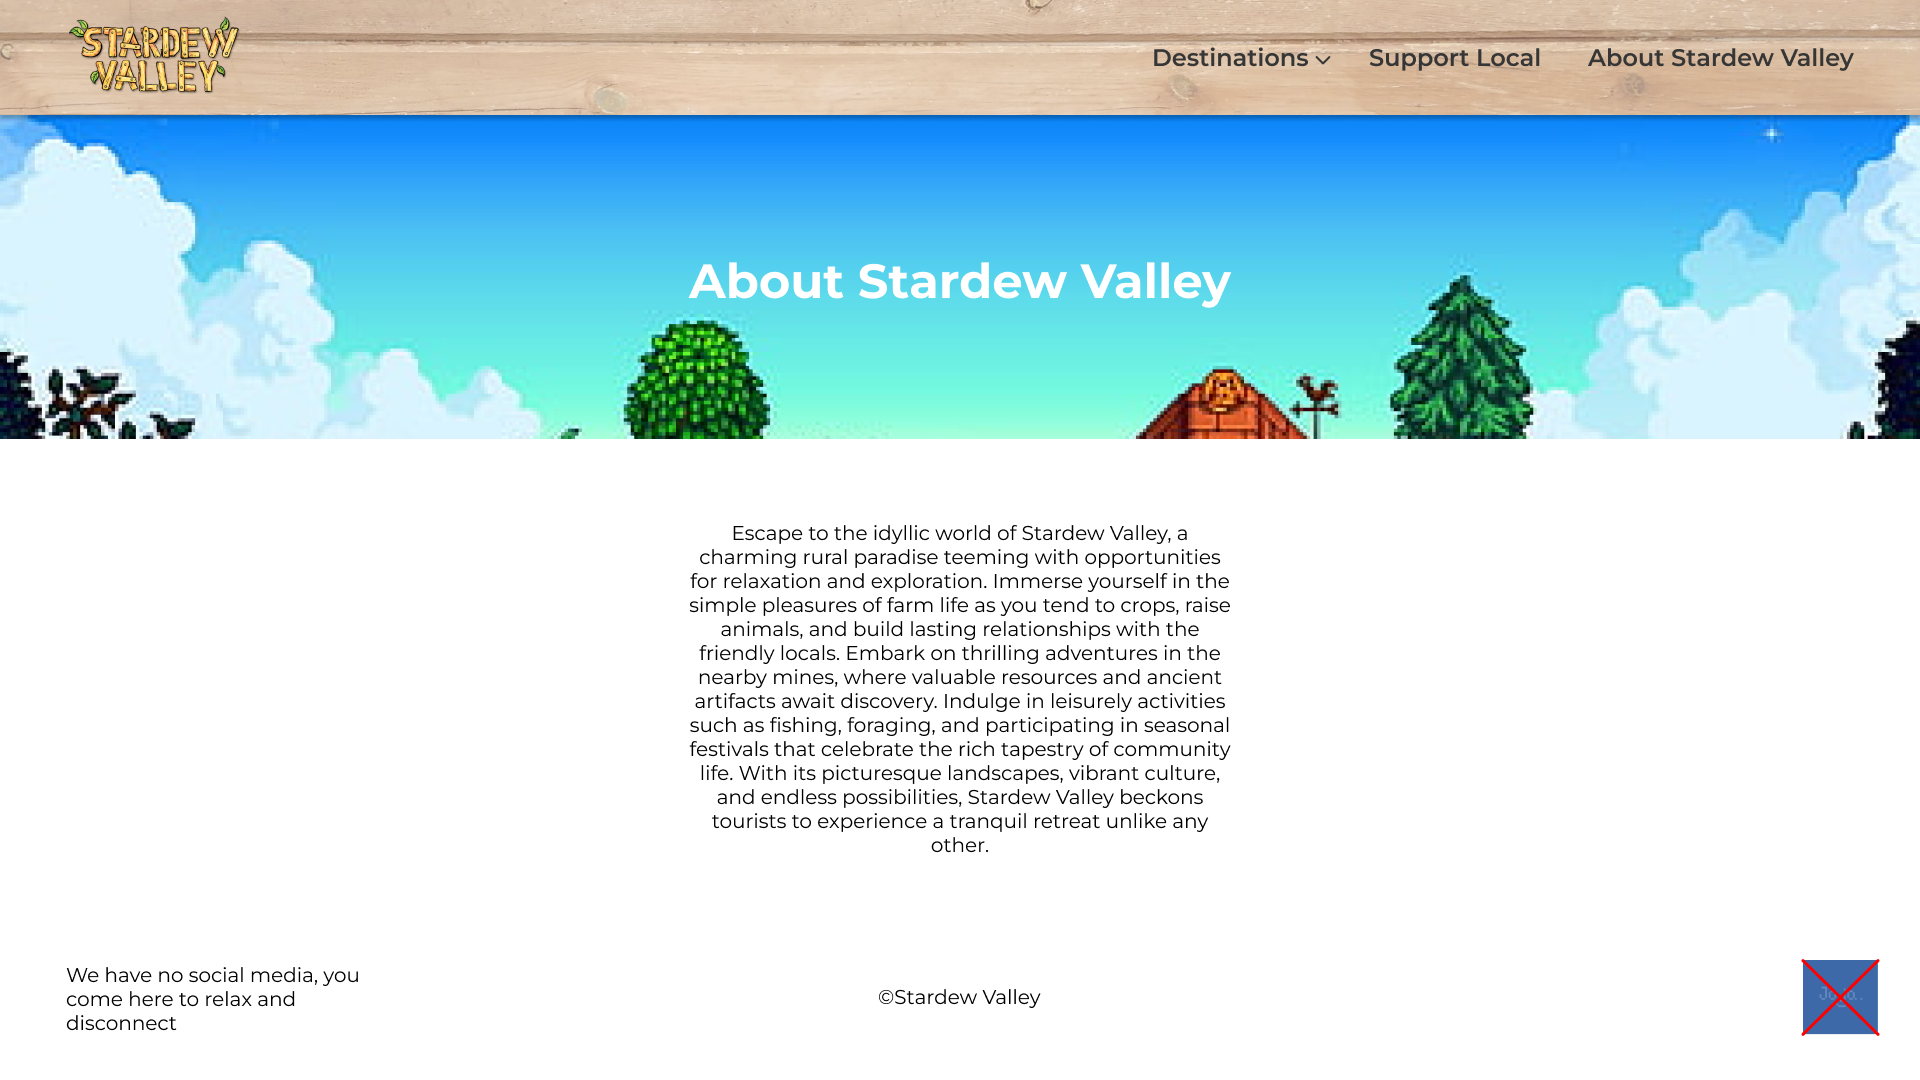 STARDEW
VALLEY
Destinations
Support Local
About Stardew Valley
About Stardew Valley
Escape to the idyllic world of Stardew Valley, a
charming rural paradise teeming with opportunities
for relaxation and exploration. Immerse yourself in the
simple pleasures of farm life as you tend to crops, raise
animals, and build lasting relationships with the
friendly locals. Embark on thrilling adventures in the
nearby mines, where valuable resources and ancient
artifacts await discovery. Indulge in leisurely activities
such as fishing, foraging, and participating in seasonal
festivals that celebrate the rich tapestry of community
life. With its picturesque landscapes, vibrant culture,
and endless possibilities, Stardew Valley beckons
tourists to experience a tranquil retreat unlike any
other.
We have no social media, you
come here to relax and
disconnect
©Stardew Valley